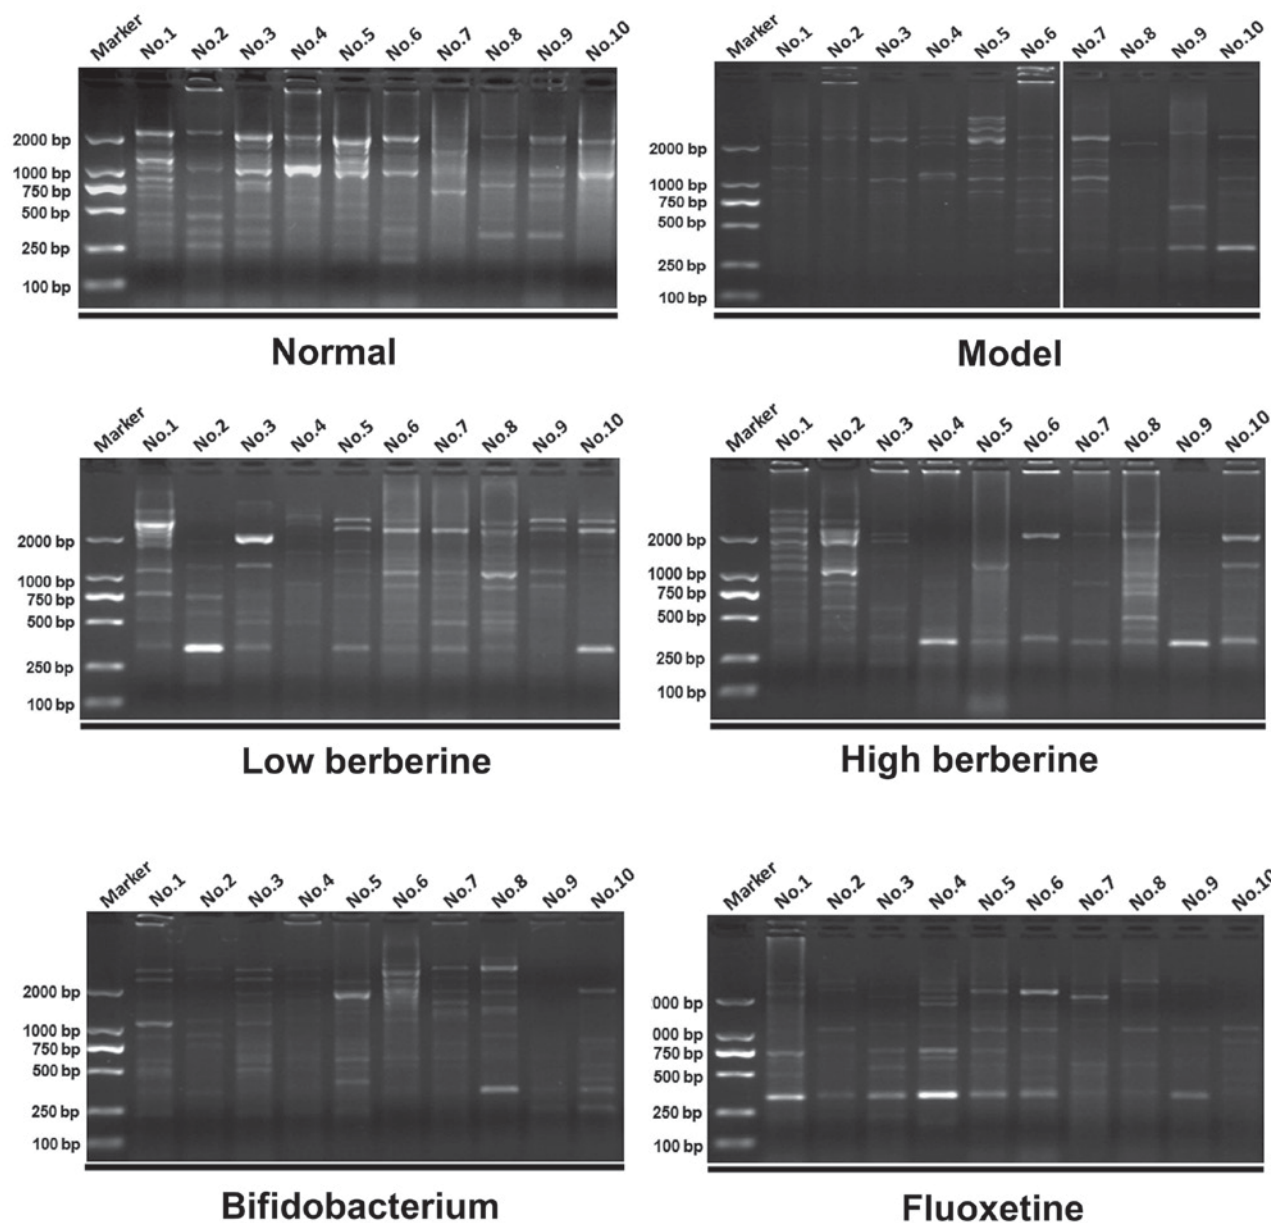 Marker No.1 No.2 No.3 No.4 No.5 No.6 No.7 No.8 No.9 No.10
2000 bp
1000 bp
750 bp
500 bp
250 bp
100 bp
Normal
Marker No.1 No.2 No.3 No.4 No.5 No.6 No.7 No.8 No.9 No.10
2000 bp
1000 bp
750 bp
500 bp
250 bp
100 bp
Model
Marker No.1 No.2 No.3 No.4 No.5 No.6 No.7 No.8 No.9 No.10
2000 bp
1000 bp
750 bp
500 bp
250 bp
100 bp
Low berberine
Marker No.1 No.2 No.3 No.4 No.5 No.6 No.7 No.8 No.9 No.10
2000 bp
1000 bp
750 bp
500 bp
250 bp
100 bp
High berberine
Marker No.1 No.2 No.3 No.4 No.5 No.6 No.7 No.8 No.9 No.10
2000 bp
1000 bp
750 bp
500 bp
250 bp
100 bp
Bifidobacterium
Marker No.1 No.2 No.3 No.4 No.5 No.6 No.7 No.8 No.9 No.10
000 bp
000 bp
750 bp
500 bp
250 bp
100 bp
Fluoxetine